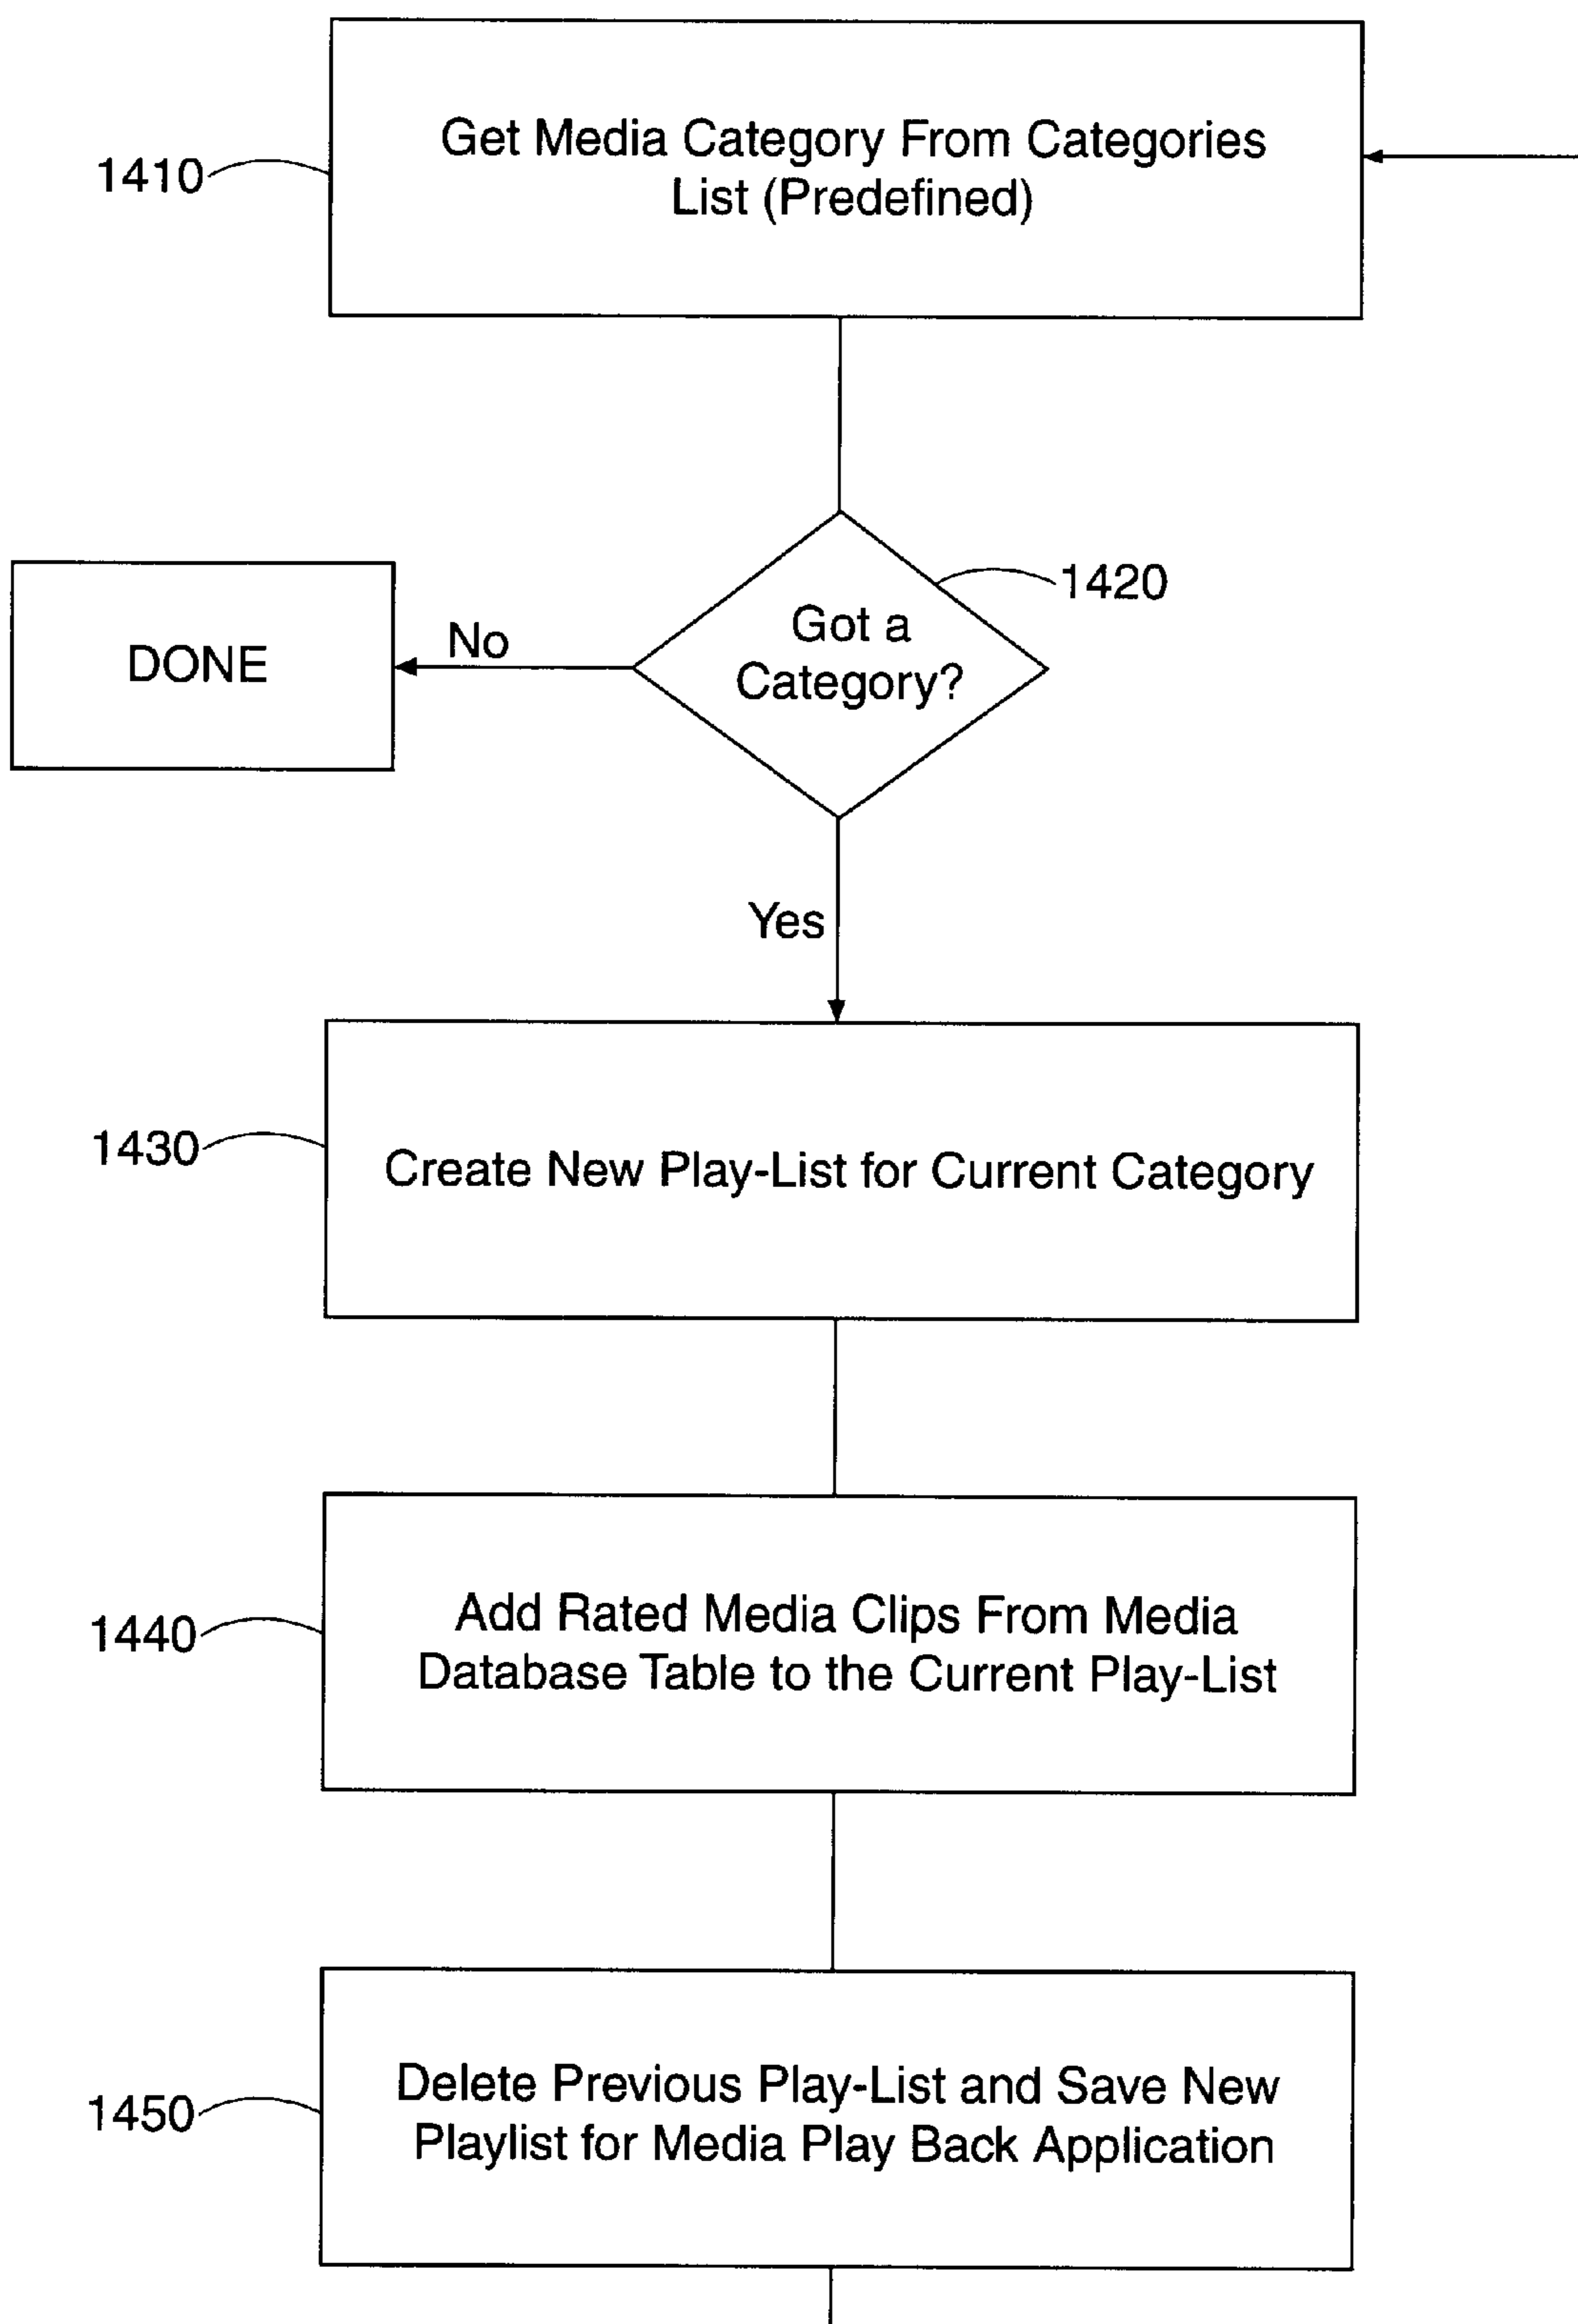 Get Media Category From Categories
List (Predefined)
1410
1420
Got a
Category?
No
DONE
Yes
1430
Create New Play-List for Current Category
1440
Add Rated Media Clips From Media
Database Table to the Current Play-List
1450
Delete Previous Play-List and Save New
Playlist for Media Play Back Application